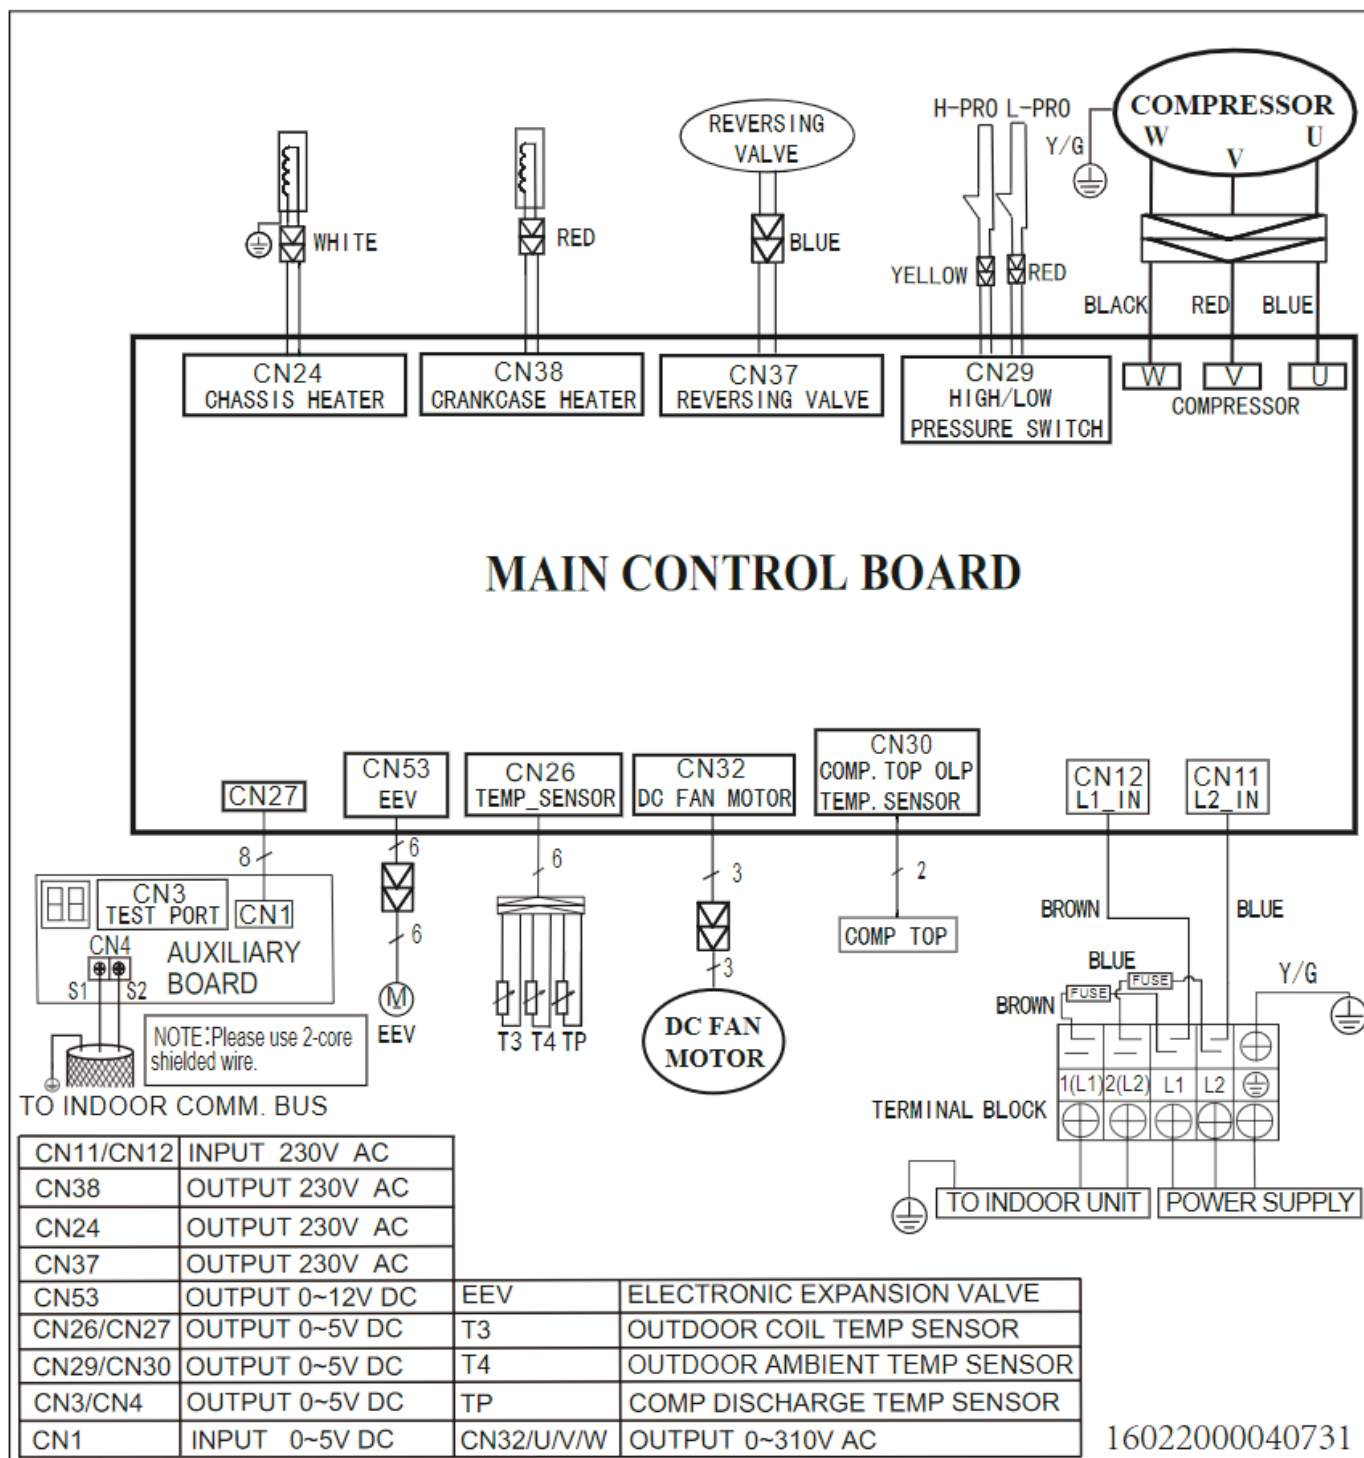 H-PRO L-PRO
COMPRESSOR
W V U
Y/G
REVERSING
VALVE
WHITE
RED
BLUE
YELLOW
RED
BLACK RED BLUE
CN24
CHASSIS HEATER
CN38
CRANKCASE HEATER
CN37
REVERSING VALVE
CN29
HIGH/LOW
PRESSURE SWITCH
W V U
COMPRESSOR
MAIN CONTROL BOARD
CN27
CN53
EEV
CN26
TEMP_SENSOR
CN32
DC FAN MOTOR
CN30
COMP.TOP OLP
TEMP.SENSOR
CN12
L1_IN
CN11
L2_IN
8
6
6
3
2
CN3
TEST PORT
CN1
CN4
AUXILIARY
BOARD
S1 S2
6
M
EEV
T3 T4 TP
3
DC FAN
MOTOR
COMP TOP
BROWN
BLUE
BLUE
FUSE
BROWN
FUSE
Y/G
NOTE:Please use 2-core
shielded wire.
TO INDOOR COMM. BUS
1(L1) 2(L2) L1 L2
TERMINAL BLOCK
TO INDOOR UNIT
POWER SUPPLY
CN11/CN12 INPUT 230V AC
CN38 OUTPUT 230V AC
CN24 OUTPUT 230V AC
CN37 OUTPUT 230V AC
CN53 OUTPUT 0~12V DC EEV ELECTRONIC EXPANSION VALVE
CN26/CN27 OUTPUT 0~5V DC T3 OUTDOOR COIL TEMP SENSOR
CN29/CN30 OUTPUT 0~5V DC T4 OUTDOOR AMBIENT TEMP SENSOR
CN3/CN4 OUTPUT 0~5V DC TP COMP DISCHARGE TEMP SENSOR
CN1 INPUT 0~5V DC CN32/U/V/W OUTPUT 0~310V AC
16022000040731